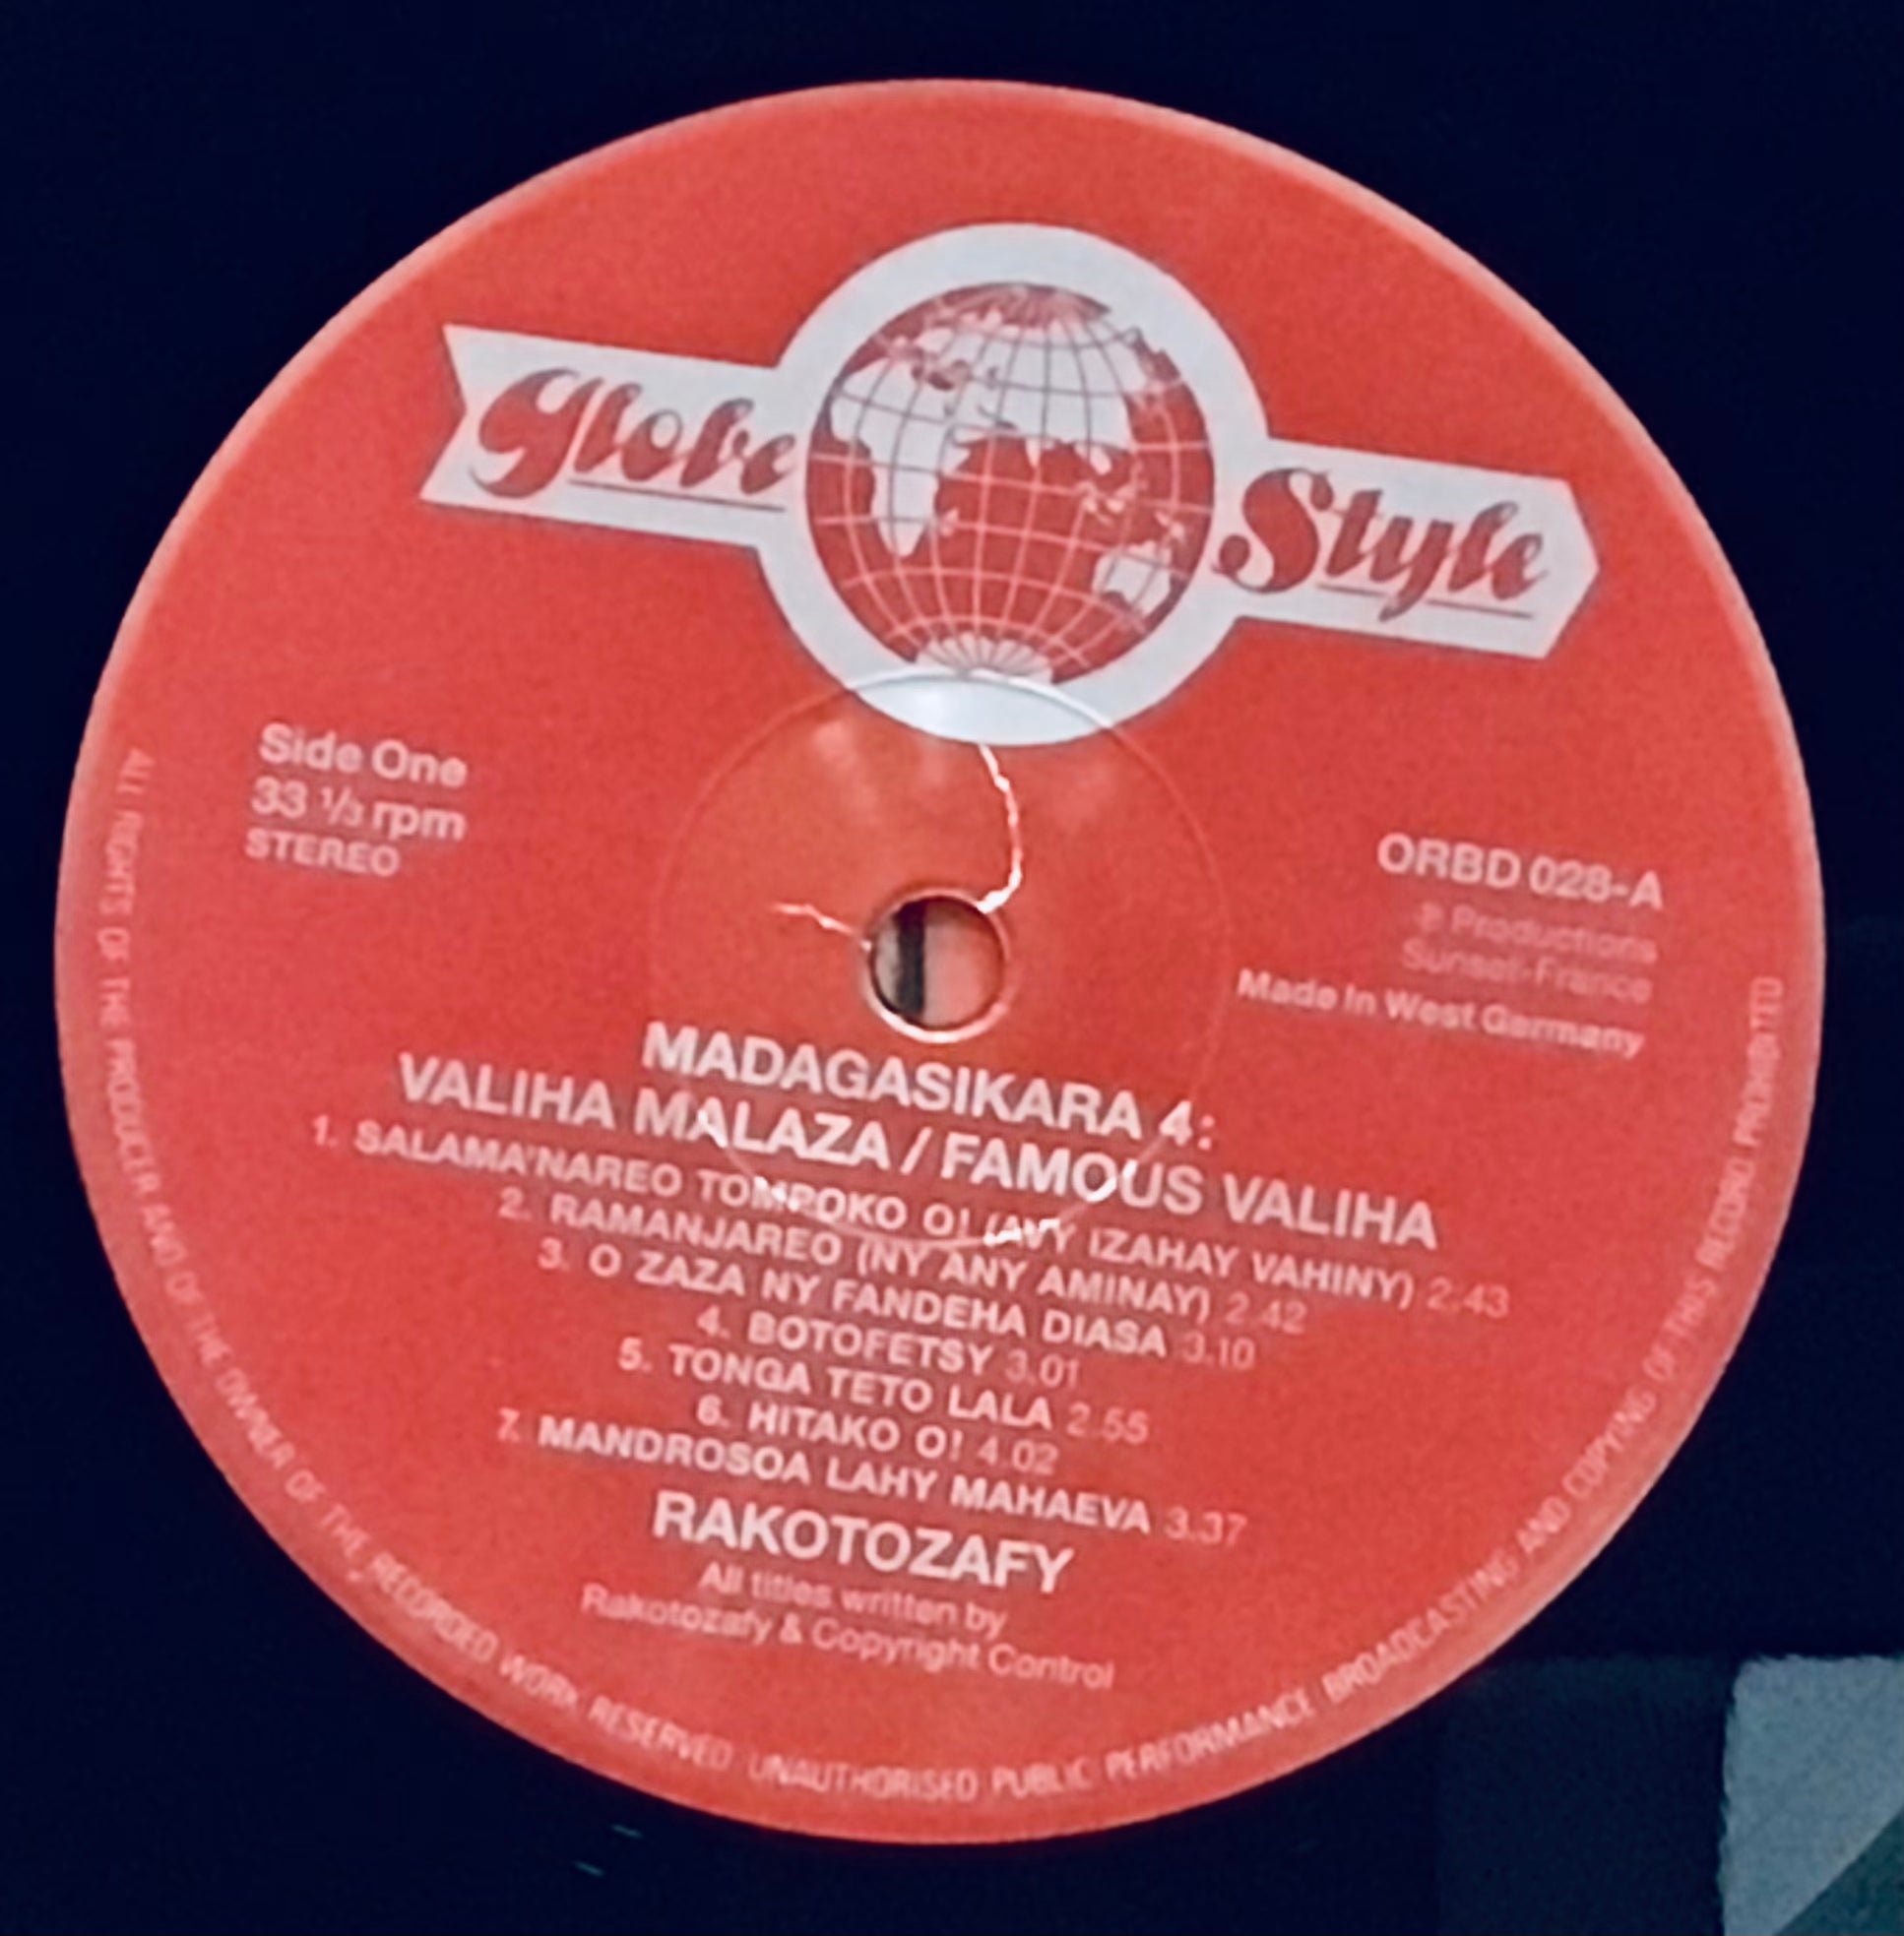 Globe Style
Side One
33 ⅓ rpm
STEREO
ORBD 028-A
℗ Productions
Sunset-France
Made in West Germany
MADAGASIKARA 4:
VALIHA MALAZA / FAMOUS VALIHA
1. SALAMA'NAREO TOMPOKO O! (AVY IZAHAY VAHINY) 2.43
2. RAMANJAREO (NY ANY AMINAY) 2.42
3. O ZAZA NY FANDEHA DIASA 3.10
4. BOTOFETSY 3.01
5. TONGA TETO LALA 2.55
6. HITAKO O! 4.02
7. MANDROSOA LAHY MAHAEVA 3.37
RAKOTOZAFY
All titles written by
Rakotozafy & Copyright Control
ALL RIGHTS OF THE PRODUCER AND OF THE OWNER OF THE RECORDED WORK RESERVED UNAUTHORISED PUBLIC PERFORMANCE BROADCASTING AND COPYING OF THIS RECORD PROHIBITED